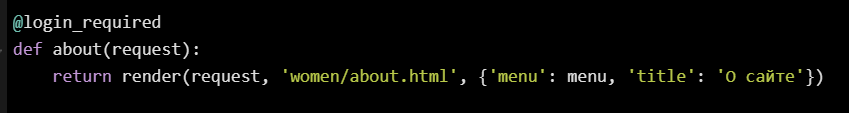 @login_required
def about(request):
    return render(request, 'women/about.html', {'menu': menu, 'title': 'О сайте'})